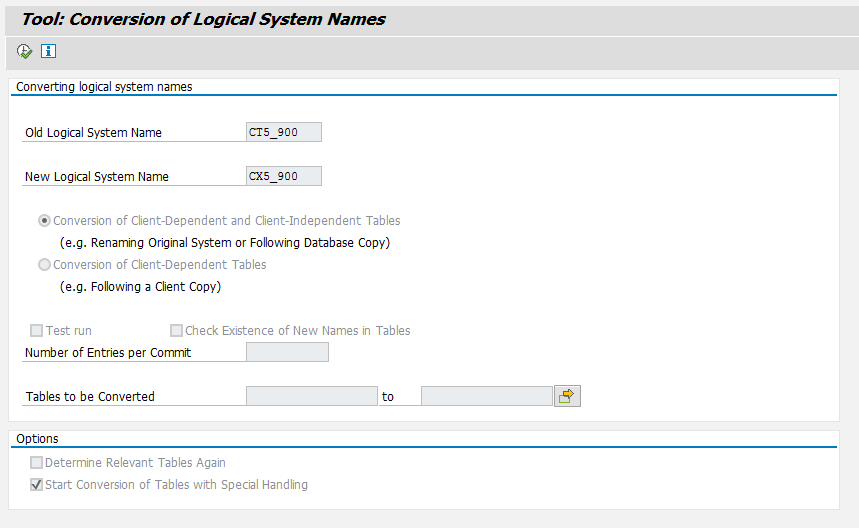 Tool: Conversion of Logical System Names
Converting logical system names
Old Logical System Name CT5_900
New Logical System Name CX5_900
Conversion of Client-Dependent and Client-Independent Tables
(e.g. Renaming Original System or Following Database Copy)
Conversion of Client-Dependent Tables
(e.g. Following a Client Copy)
Test run Check Existence of New Names in Tables
Number of Entries per Commit
Tables to be Converted to
Options
Determine Relevant Tables Again
Start Conversion of Tables with Special Handling